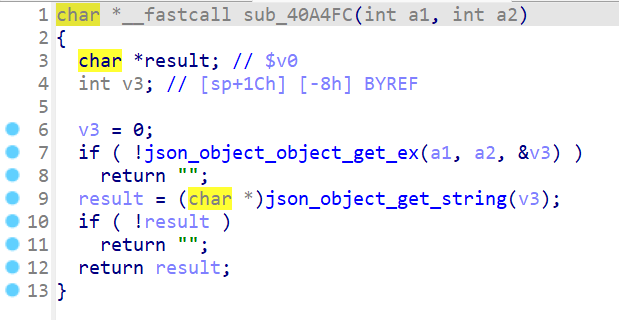 1 char *__fastcall sub_40A4FC(int a1, int a2)
2 {
3   char *result; // $v0
4   int v3; // [sp+1Ch] [-8h] BYREF
5
6   v3 = 0;
7   if ( !json_object_object_get_ex(a1, a2, &v3) )
8     return "";
9   result = (char *)json_object_get_string(v3);
10   if ( !result )
11     return "";
12   return result;
13 }